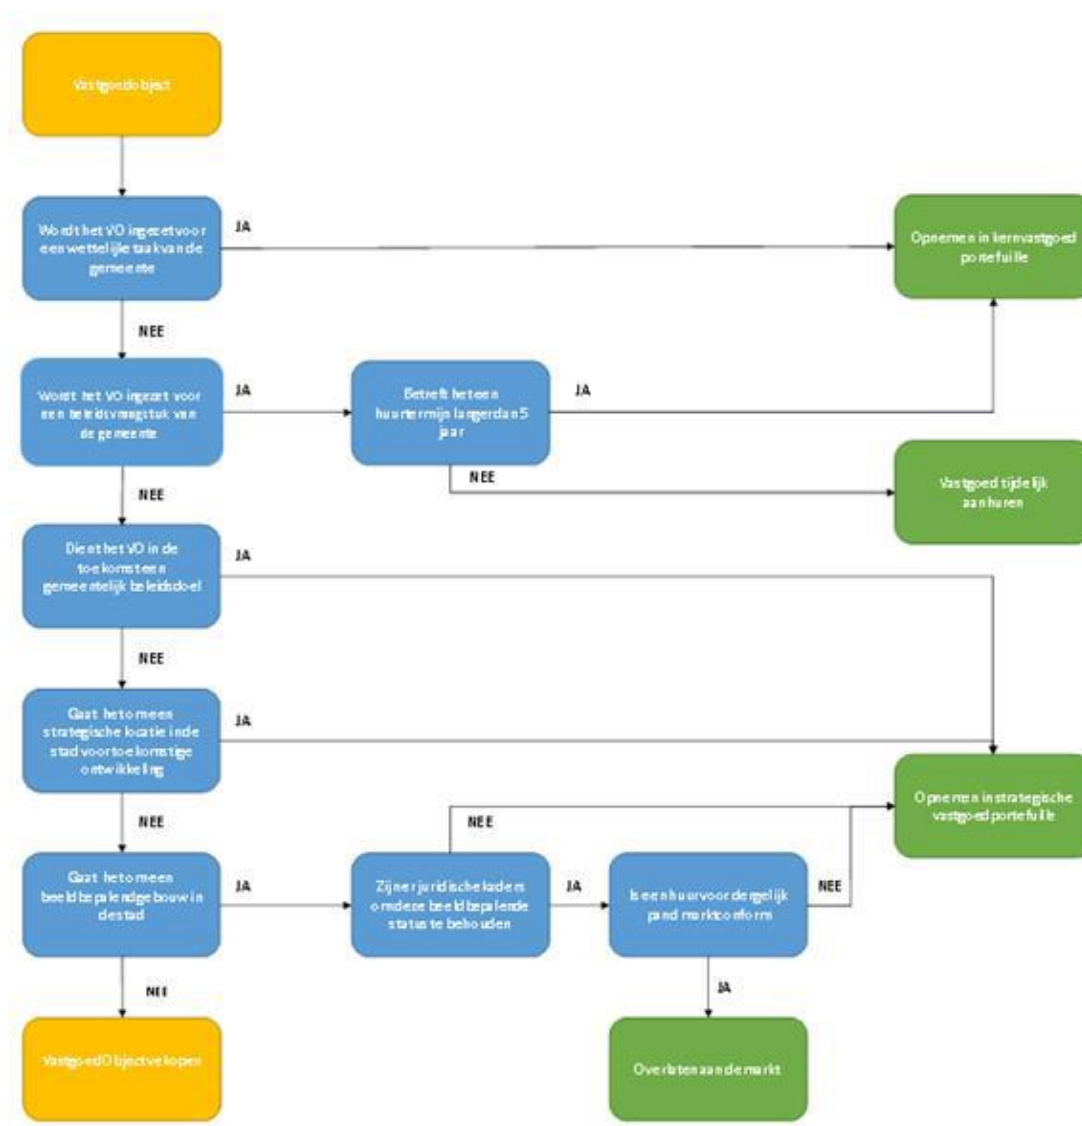 Vastgoedobject
Wordt het VO ingezet voor
een wettelijke taak van de
gemeente
JA
Opnemen in kernvastgoed
portefuille
NEE
Wordt het VO ingezet voor
een beleidsvraagstuk van
de gemeente
JA
Betreft het een
huurtermijn langer dan 5
jaar
JA
NEE
Vastgoed tijdelijk
aanhuren
NEE
Dient het VO in de
toekomst een
gemeentelijk beleidsdoel
JA
NEE
Gaat het om een
strategische locatie in de
stad voor toekomstige
ontwikkeling
JA
Opnemen in strategische
vastgoedportefuille
NEE
NEE
Gaat het om een
beeldbepalend gebouw in
de stad
JA
Zijn er juridische kaders
om deze beeldbepalende
status te behouden
JA
Is een huur voor dergelijk
pand marktconform
NEE
NEE
JA
VastgoedObject vekopen
Overlaten aan de markt